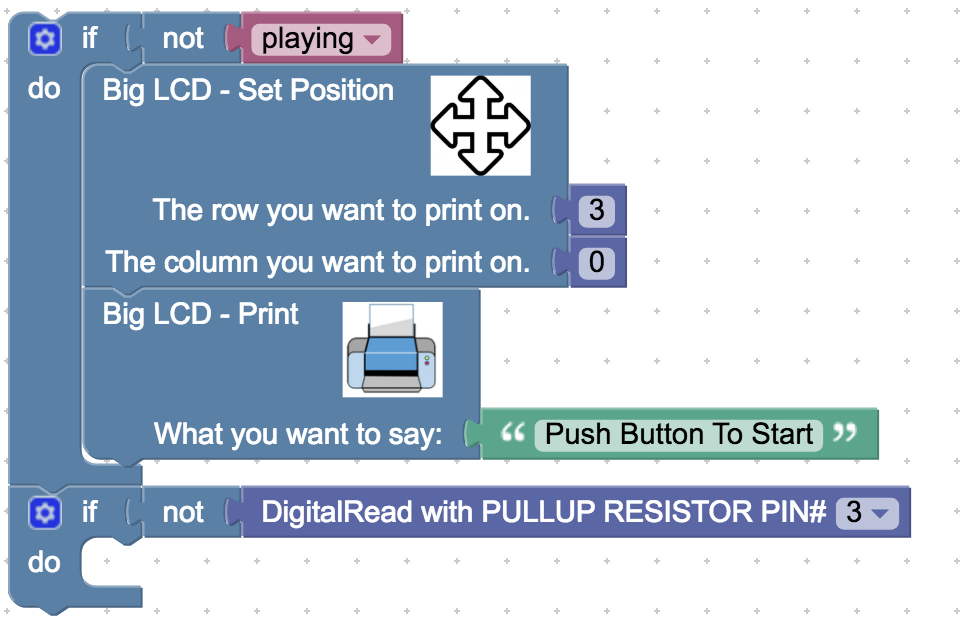 if not playing
do Big LCD - Set Position
The row you want to print on. 3
The column you want to print on. 0
Big LCD - Print
What you want to say: “ Push Button To Start ”
if not DigitalRead with PULLUP RESISTOR PIN# 3
do